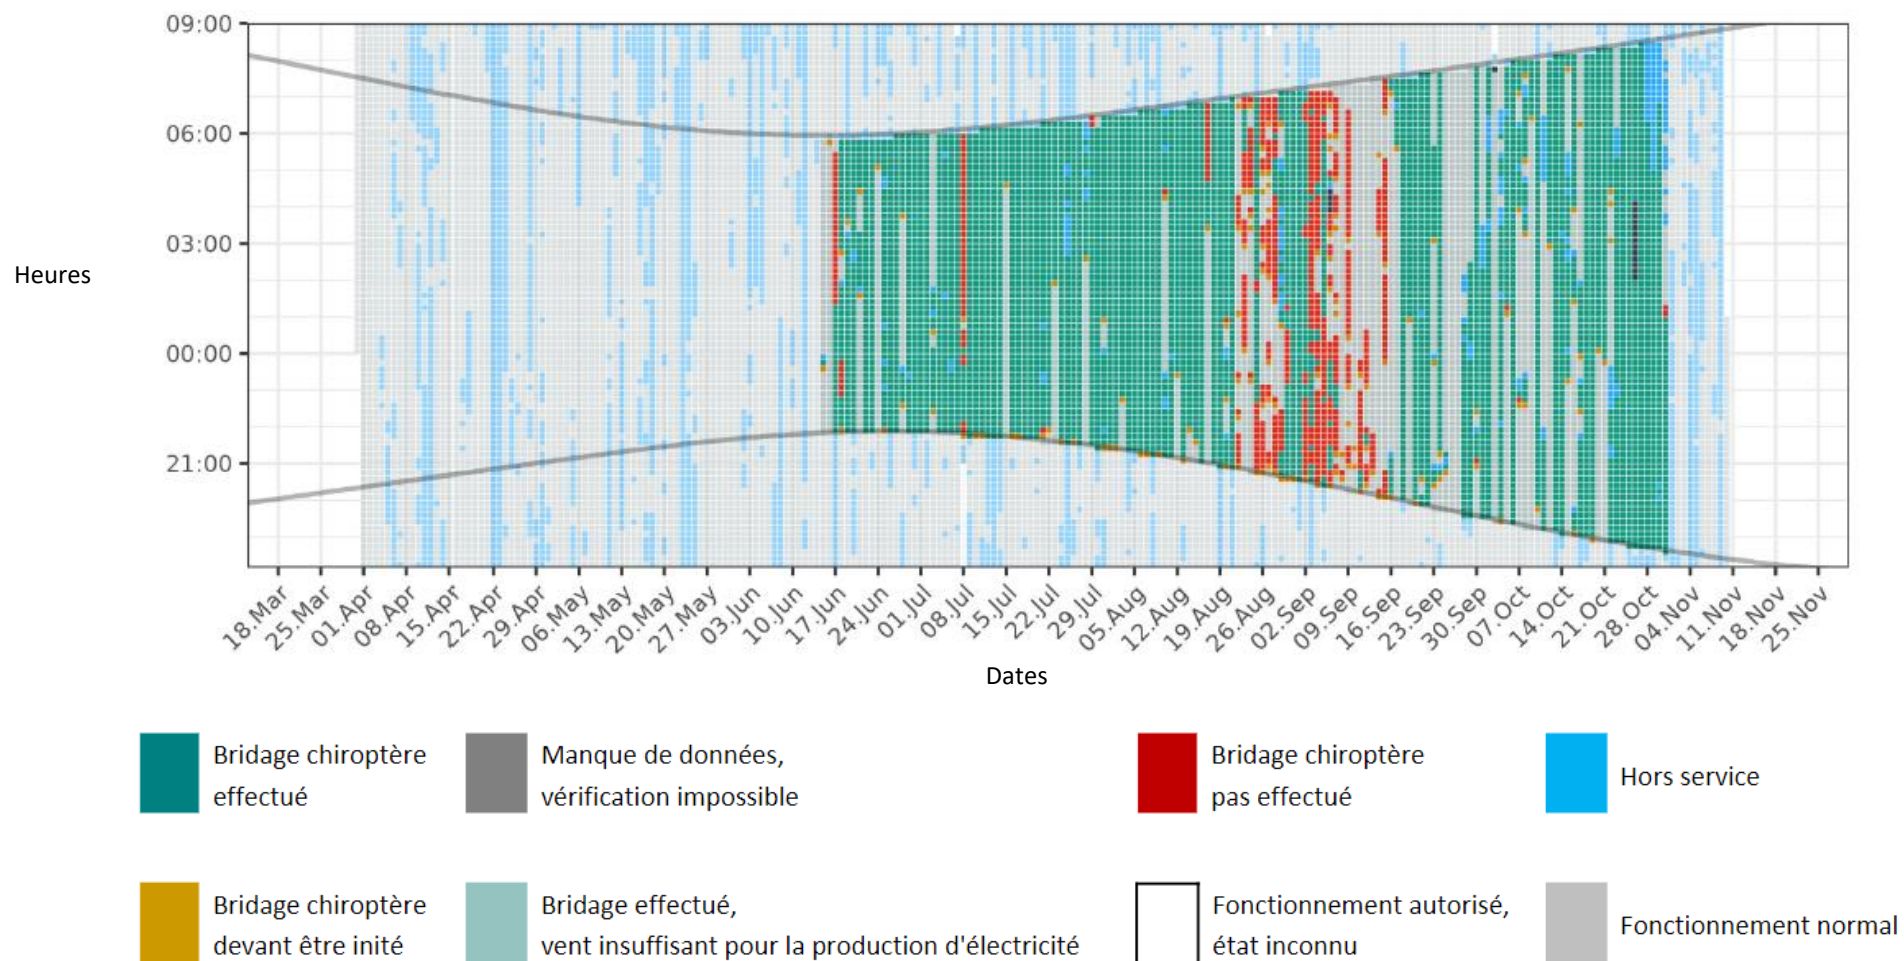 09:00
06:00
03:00
Heures
00:00
21:00
18.Mar
25.Mar
01.Apr
08.Apr
15.Apr
22.Apr
29.Apr
06.May
13.May
20.May
27.May
03.Jun
10.Jun
17.Jun
24.Jun
01.Jul
08.Jul
15.Jul
22.Jul
29.Jul
05.Aug
12.Aug
19.Aug
26.Aug
02.Sep
09.Sep
16.Sep
23.Sep
30.Sep
07.Oct
14.Oct
21.Oct
28.Oct
04.Nov
11.Nov
18.Nov
25.Nov
Dates
Bridage chiroptère
effectué
Manque de données,
vérification impossible
Bridage chiroptère
pas effectué
Hors service
Bridage chiroptère
devant être inité
Bridage effectué,
vent insuffisant pour la production d'électricité
Fonctionnement autorisé,
état inconnu
Fonctionnement normal